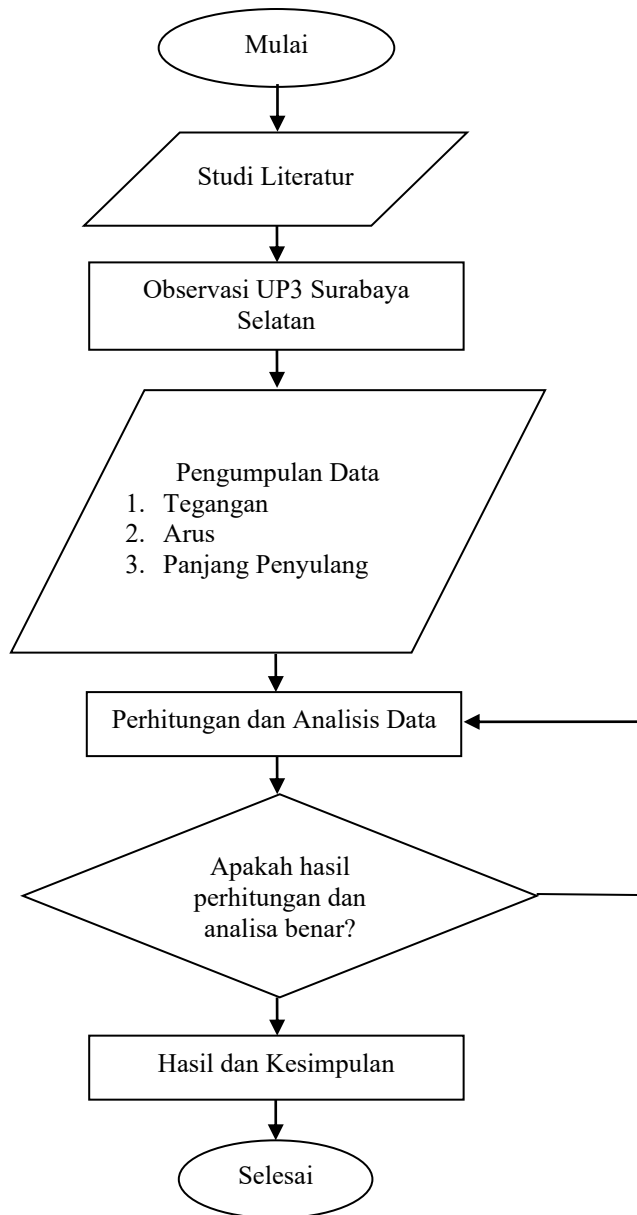 Mulai
Studi Literatur
Observasi UP3 Surabaya
Selatan
Pengumpulan Data
1. Tegangan
2. Arus
3. Panjang Penyulang
Perhitungan dan Analisis Data
Apakah hasil
perhitungan dan
analisa benar?
Hasil dan Kesimpulan
Selesai